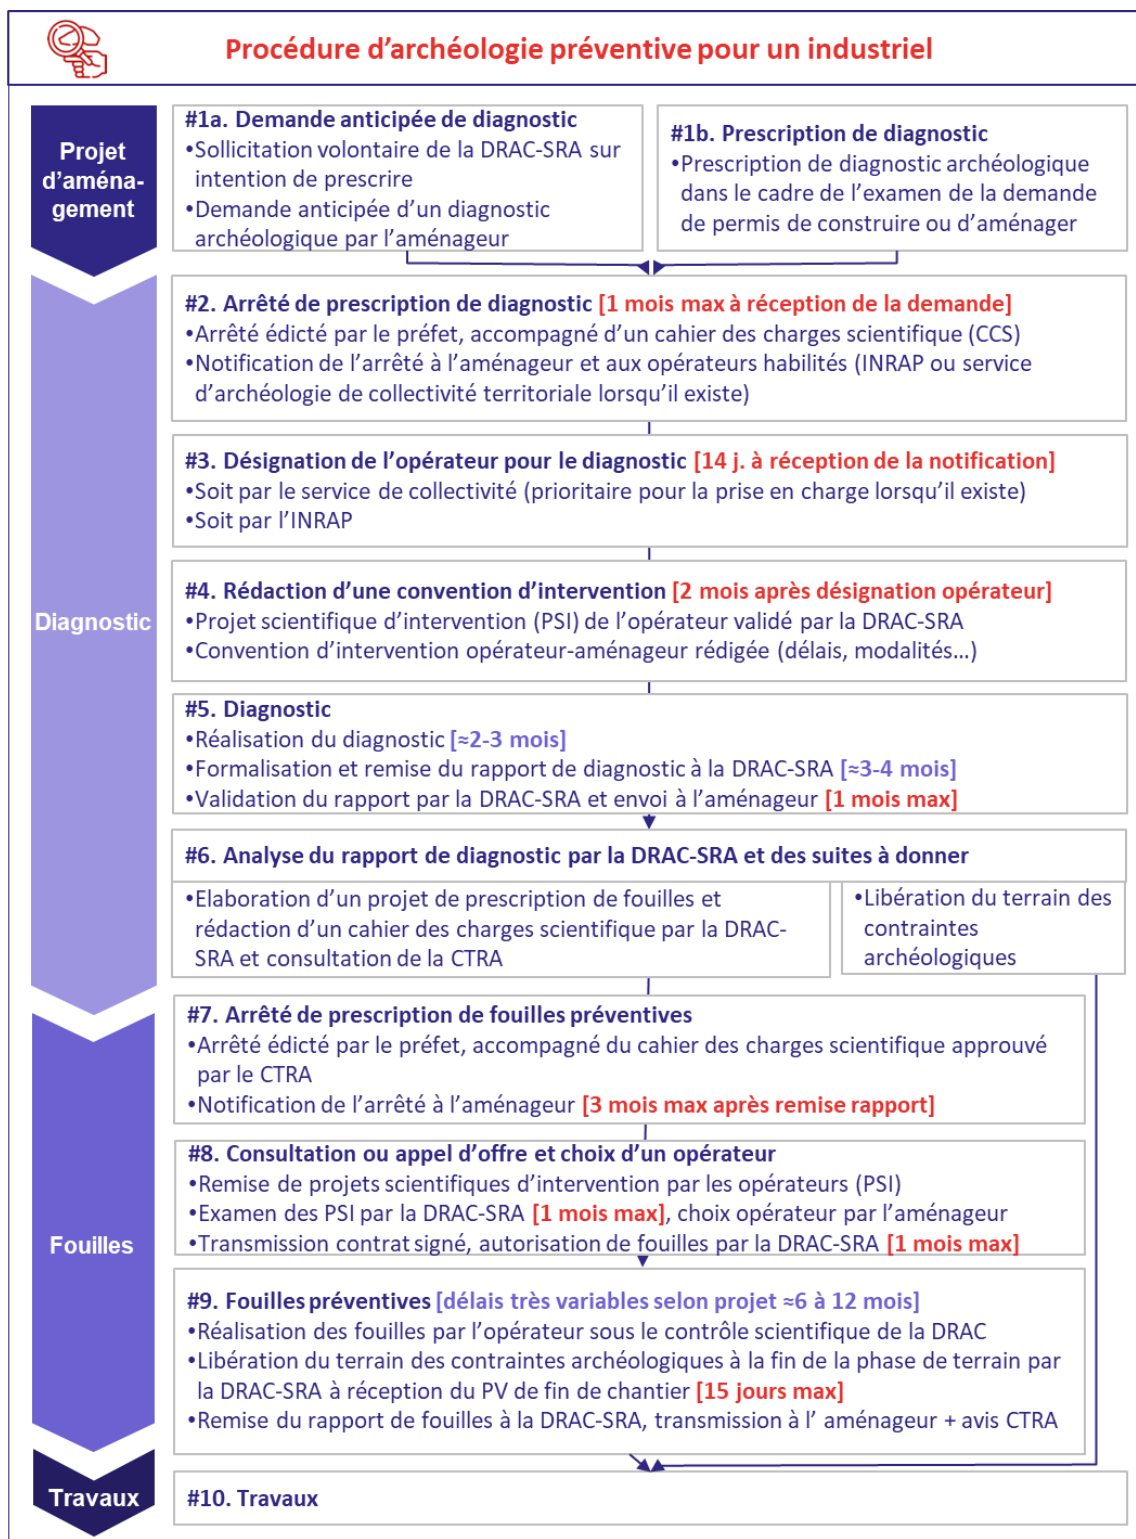 Procédure d'archéologie préventive pour un industriel
Projet
d'aména-
gement
#1a. Demande anticipée de diagnostic
•Sollicitation volontaire de la DRAC-SRA sur
intention de prescrire
•Demande anticipée d'un diagnostic
archéologique par l'aménageur
#1b. Prescription de diagnostic
•Prescription de diagnostic archéologique
dans le cadre de l'examen de la demande
de permis de construire ou d'aménager
Diagnostic
#2. Arrêté de prescription de diagnostic [1 mois max à réception de la demande]
•Arrêté édicté par le préfet, accompagné d'un cahier des charges scientifique (CCS)
•Notification de l'arrêté à l'aménageur et aux opérateurs habilités (INRAP ou service
d'archéologie de collectivité territoriale lorsqu'il existe)
#3. Désignation de l'opérateur pour le diagnostic [14 j. à réception de la notification]
•Soit par le service de collectivité (prioritaire pour la prise en charge lorsqu'il existe)
•Soit par l'INRAP
#4. Rédaction d'une convention d'intervention [2 mois après désignation opérateur]
•Projet scientifique d'intervention (PSI) de l'opérateur validé par la DRAC-SRA
•Convention d'intervention opérateur-aménageur rédigée (délais, modalités…)
#5. Diagnostic
•Réalisation du diagnostic [≈2-3 mois]
•Formalisation et remise du rapport de diagnostic à la DRAC-SRA [≈3-4 mois]
•Validation du rapport par la DRAC-SRA et envoi à l'aménageur [1 mois max]
#6. Analyse du rapport de diagnostic par la DRAC-SRA et des suites à donner
•Elaboration d'un projet de prescription de fouilles et
rédaction d'un cahier des charges scientifique par la DRAC-
SRA et consultation de la CTRA
•Libération du terrain des
contraintes
archéologiques
Fouilles
#7. Arrêté de prescription de fouilles préventives
•Arrêté édicté par le préfet, accompagné du cahier des charges scientifique approuvé
par le CTRA
•Notification de l'arrêté à l'aménageur [3 mois max après remise rapport]
#8. Consultation ou appel d'offre et choix d'un opérateur
•Remise de projets scientifiques d'intervention par les opérateurs (PSI)
•Examen des PSI par la DRAC-SRA [1 mois max], choix opérateur par l'aménageur
•Transmission contrat signé, autorisation de fouilles par la DRAC-SRA [1 mois max]
#9. Fouilles préventives [délais très variables selon projet ≈6 à 12 mois]
•Réalisation des fouilles par l'opérateur sous le contrôle scientifique de la DRAC
•Libération du terrain des contraintes archéologiques à la fin de la phase de terrain par
la DRAC-SRA à réception du PV de fin de chantier [15 jours max]
•Remise du rapport de fouilles à la DRAC-SRA, transmission à l' aménageur + avis CTRA
Travaux
#10. Travaux